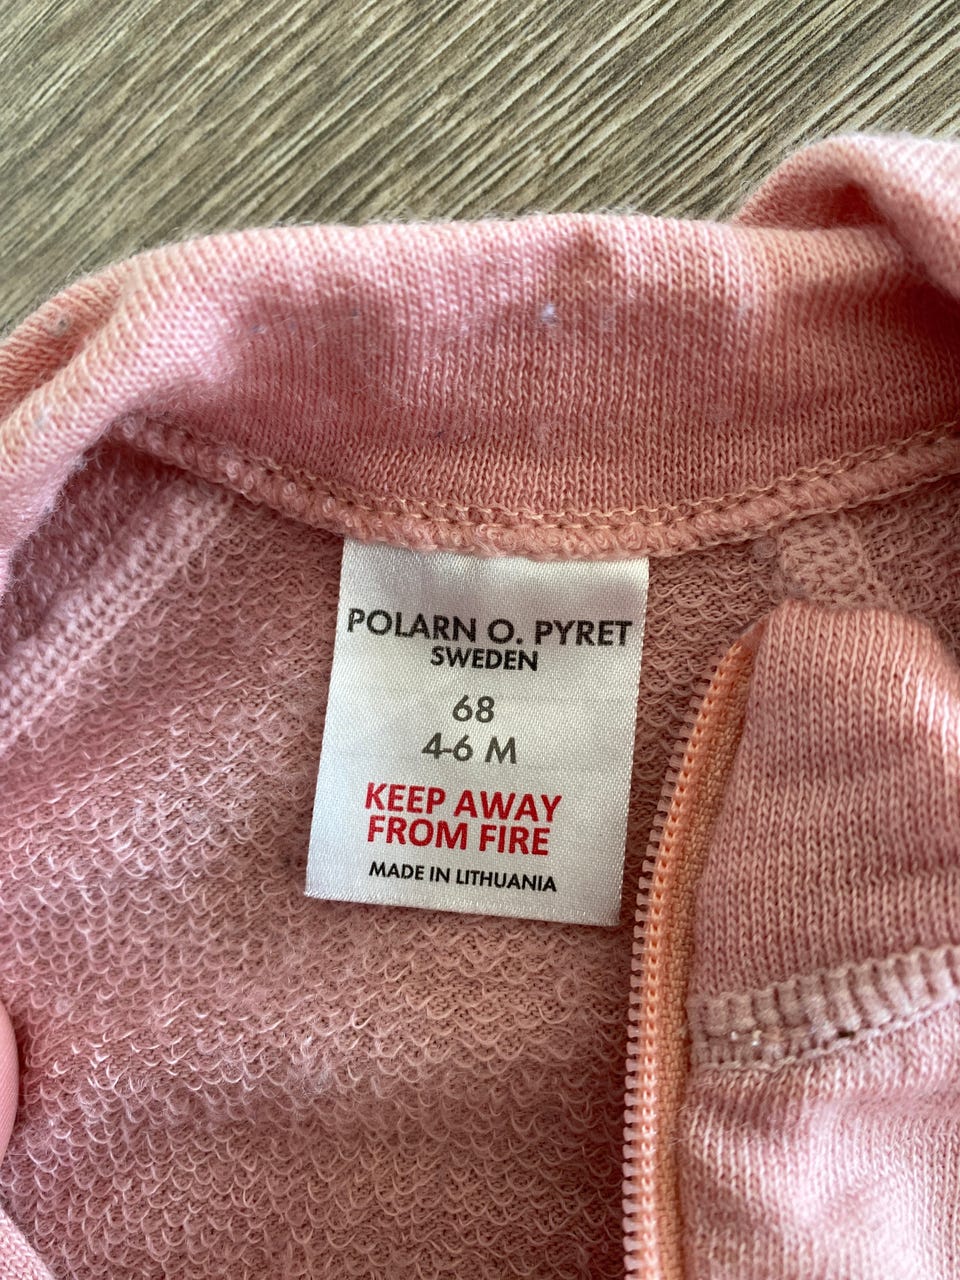 POLARN O. PYRET
SWEDEN
68
4-6 M
KEEP AWAY
FROM FIRE
MADE IN LITHUANIA